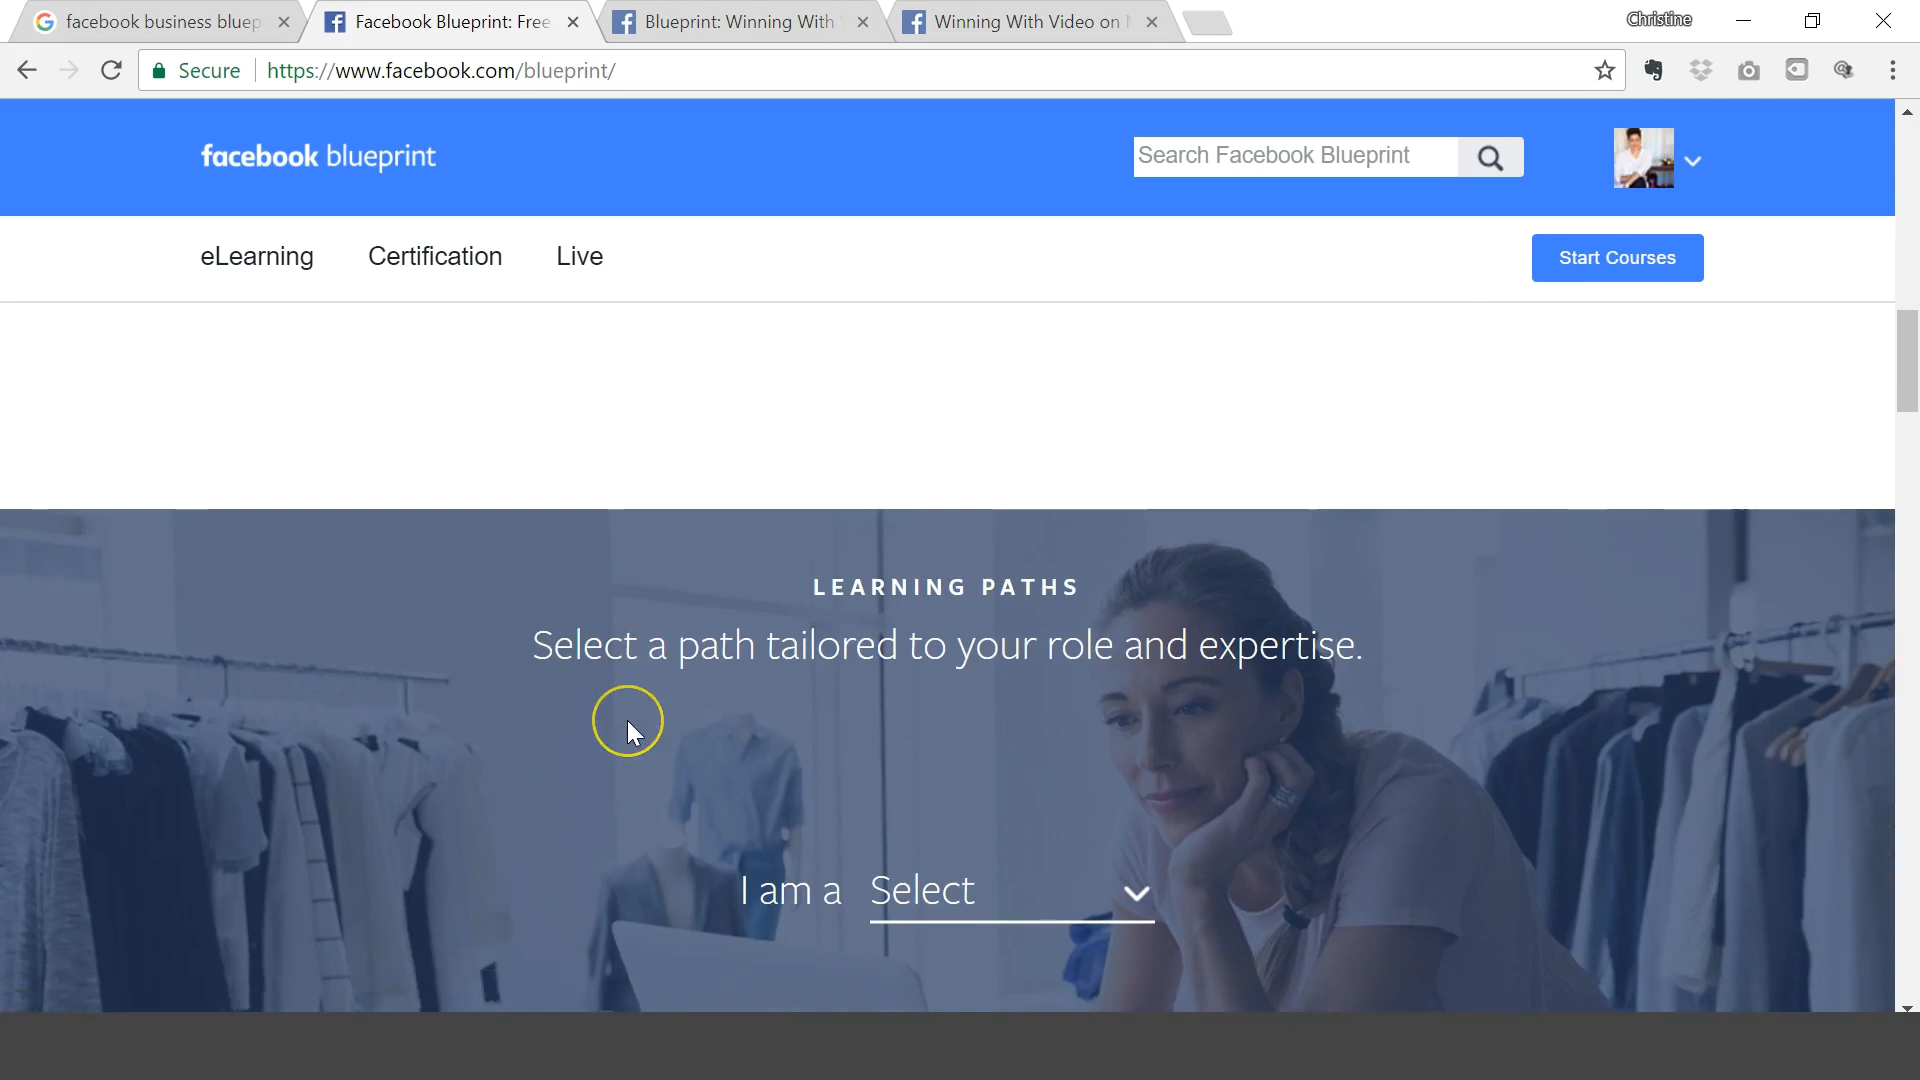 facebook business bluep
Facebook Blueprint: Free
Blueprint: Winning With
Winning With Video on
Christine
Secure
https://www.facebook.com/blueprint/
facebook blueprint
Search Facebook Blueprint
eLearning
Certification
Live
Start Courses
LEARNING PATHS
Select a path tailored to your role and expertise.
I am a Select